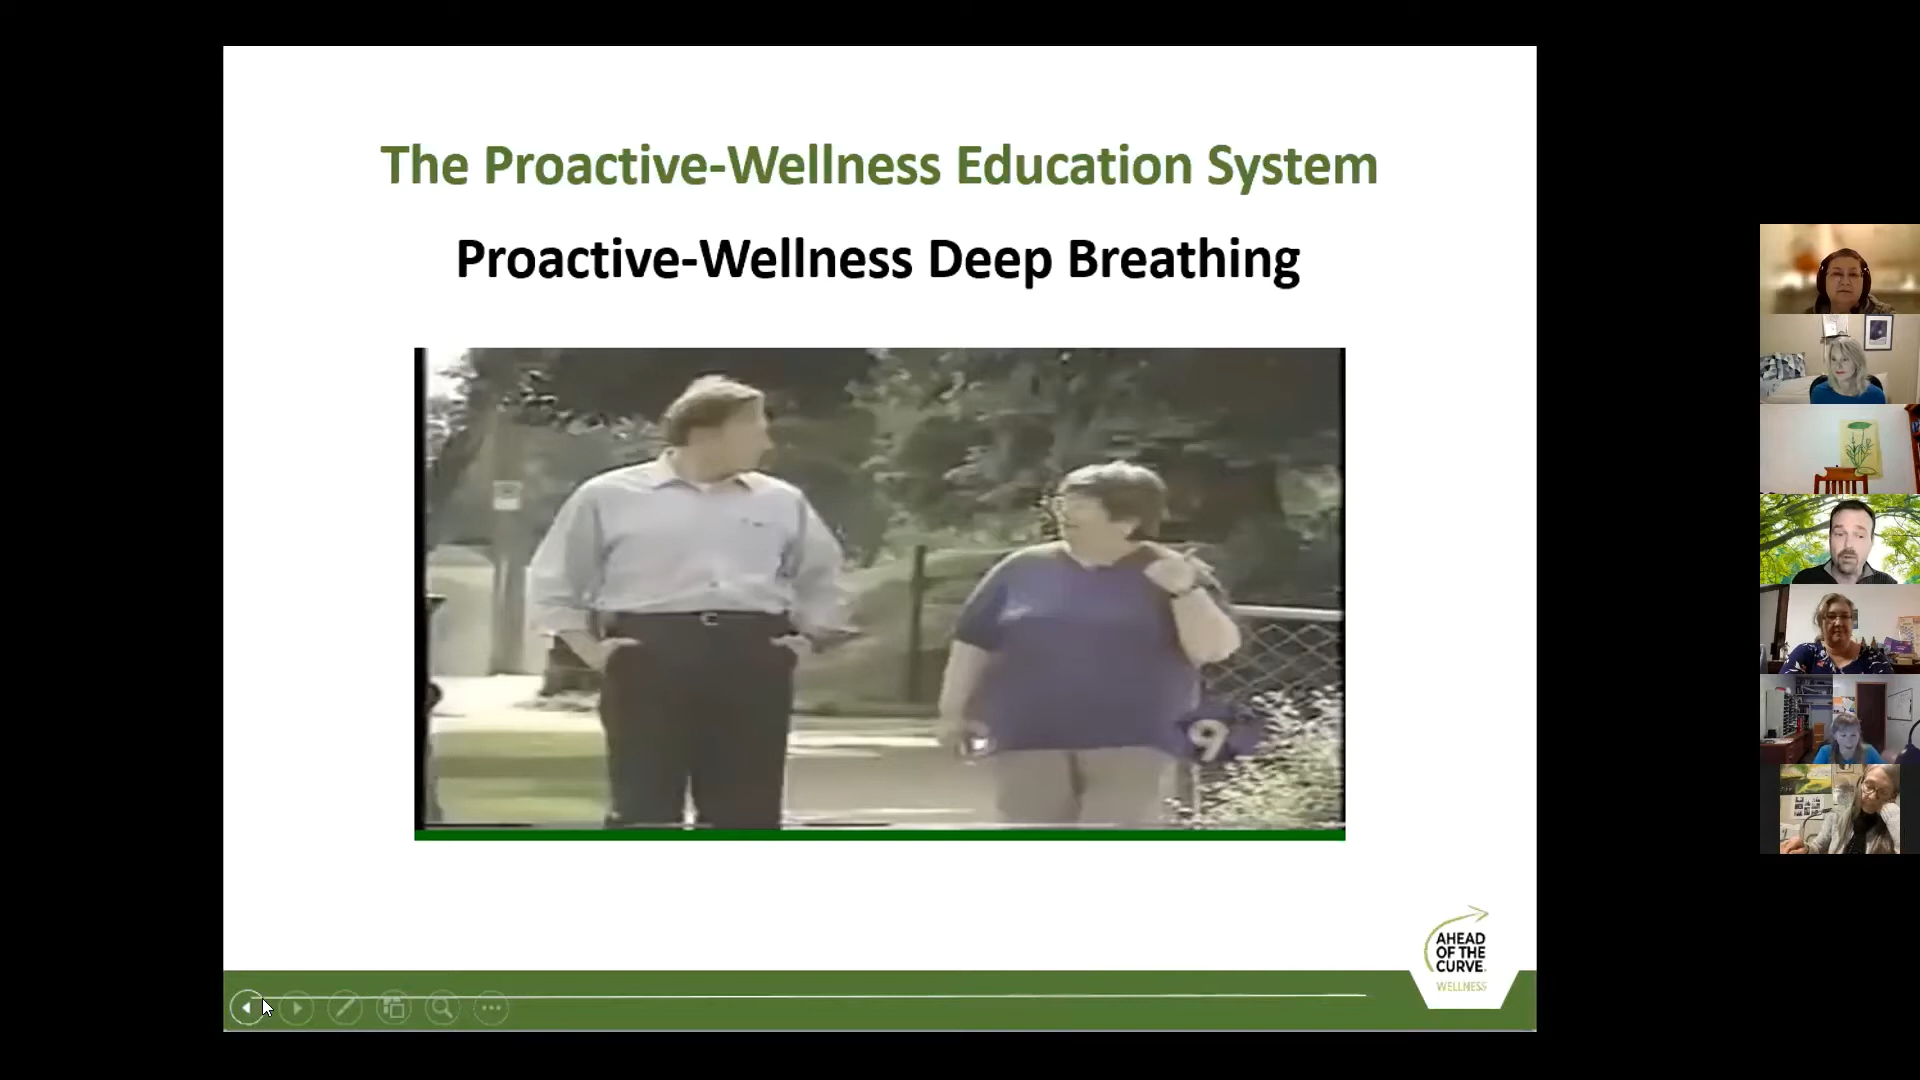 The Proactive-Wellness Education System
Proactive-Wellness Deep Breathing
9
AHEAD
OF THE
CURVE.
WELLNESS